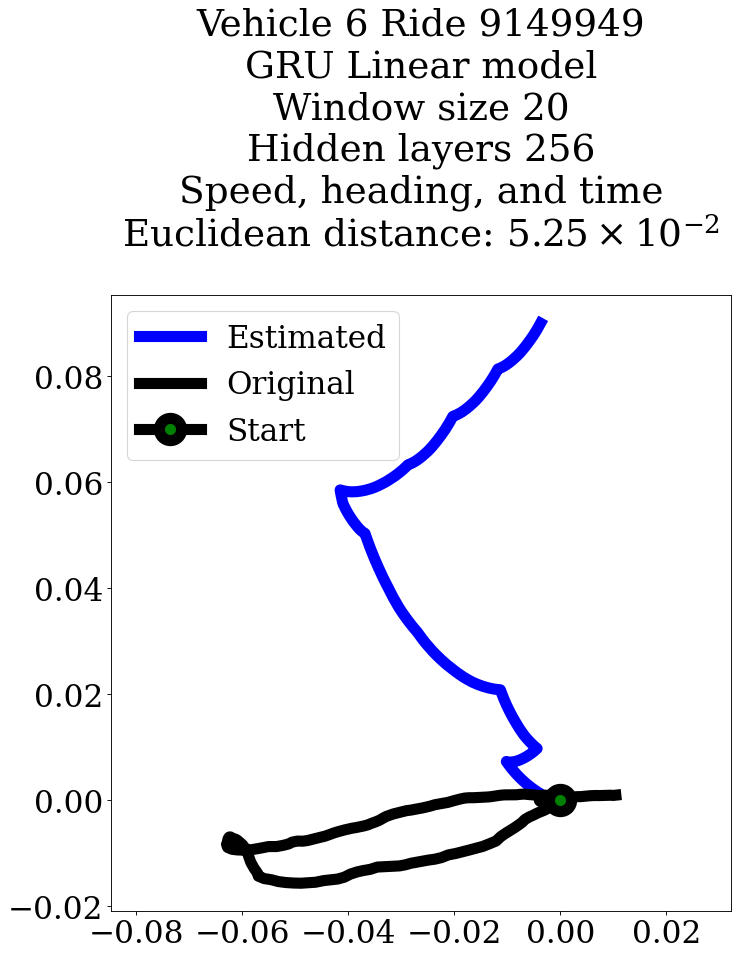 Vehicle 6 Ride 9149949
GRU Linear model
Window size 20
Hidden layers 256
Speed, heading, and time
Euclidean distance: 5.25 × 10⁻²
Estimated
Original
Start
0.08
0.06
0.04
0.02
0.00
−0.02
−0.08 −0.06 −0.04 −0.02 0.00 0.02